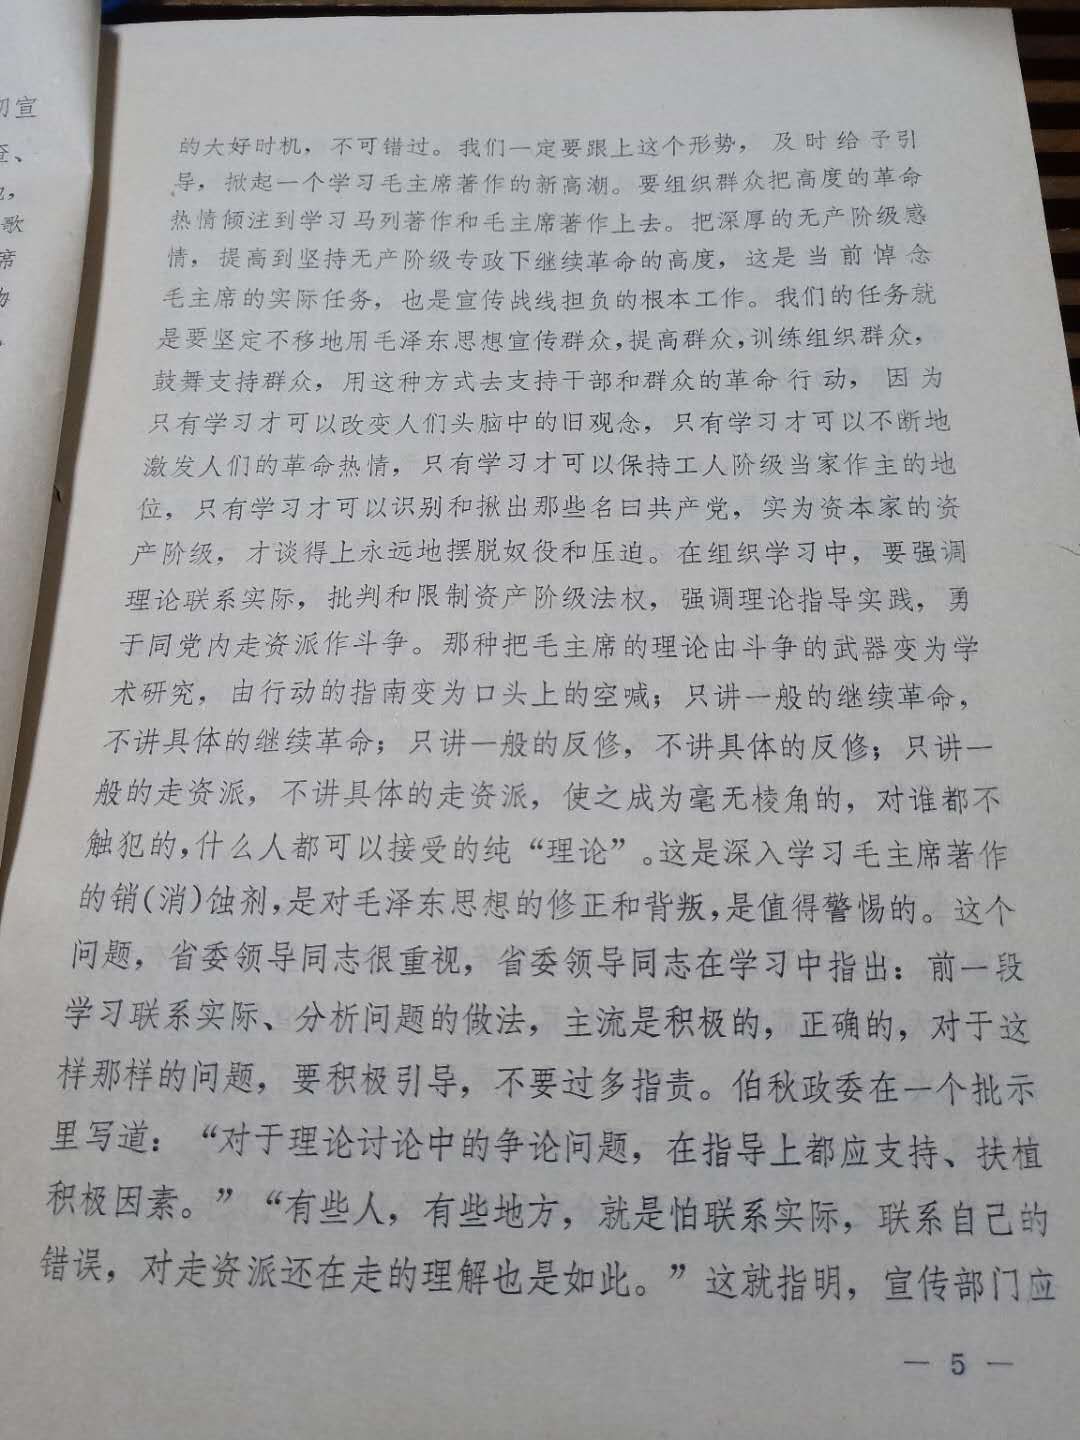 切宣
席
的大好时机，不可错过。我们一定要跟上这个形势，及时给予引
导，掀起一个学习毛主席著作的新高潮。要组织群众把高度的革命
热情倾注到学习马列著作和毛主席著作上去。把深厚的无产阶级感
情，提高到坚持无产阶级专政下继续革命的高度，这是当前悼念
毛主席的实际任务，也是宣传战线担负的根本工作。我们的任务就
是要坚定不移地用毛泽东思想宣传群众，提高群众，训练组织群众，
鼓舞支持群众，用这种方式去支持干部和群众的革命行动，因为
只有学习才可以改变人们头脑中的旧观念，只有学习才可以不断地
激发人们的革命热情，只有学习才可以保持工人阶级当家作主的地
位，只有学习才可以识别和揪出那些名曰共产党，实为资本家的资
产阶级，才谈得上永远地摆脱奴役和压迫。在组织学习中，要强调
理论联系实际，批判和限制资产阶级法权，强调理论指导实践，勇
于同党内走资派作斗争。那种把毛主席的理论由斗争的武器变为学
术研究，由行动的指南变为口头上的空喊；只讲一般的继续革命，
不讲具体的继续革命；只讲一般的反修，不讲具体的反修；只讲一
般的走资派，不讲具体的走资派，使之成为毫无棱角的，对谁都不
触犯的，什么人都可以接受的纯“理论”。这是深入学习毛主席著作
的销(消)蚀剂，是对毛泽东思想的修正和背叛，是值得警惕的。这个
问题，省委领导同志很重视，省委领导同志在学习中指出：前一段
学习联系实际、分析问题的做法，主流是积极的，正确的，对于这
样那样的问题，要积极引导，不要过多指责。伯秋政委在一个批示
里写道：“对于理论讨论中的争论问题，在指导上都应支持、扶植
积极因素。”“有些人，有些地方，就是怕联系实际，联系自己的
错误，对走资派还在走的理解也是如此。”这就指明，宣传部门应
— 5 —